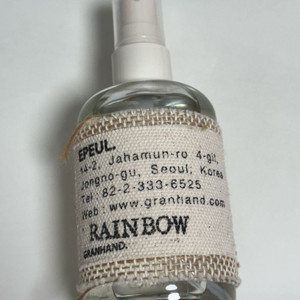 EPEUL.
14-2, Jahamun-ro 4-gil,
Jongno-gu, Seoul, Korea
Tel : 82-2-333-6525
Web : www.granhand.com
RAINBOW
GRANHAND.